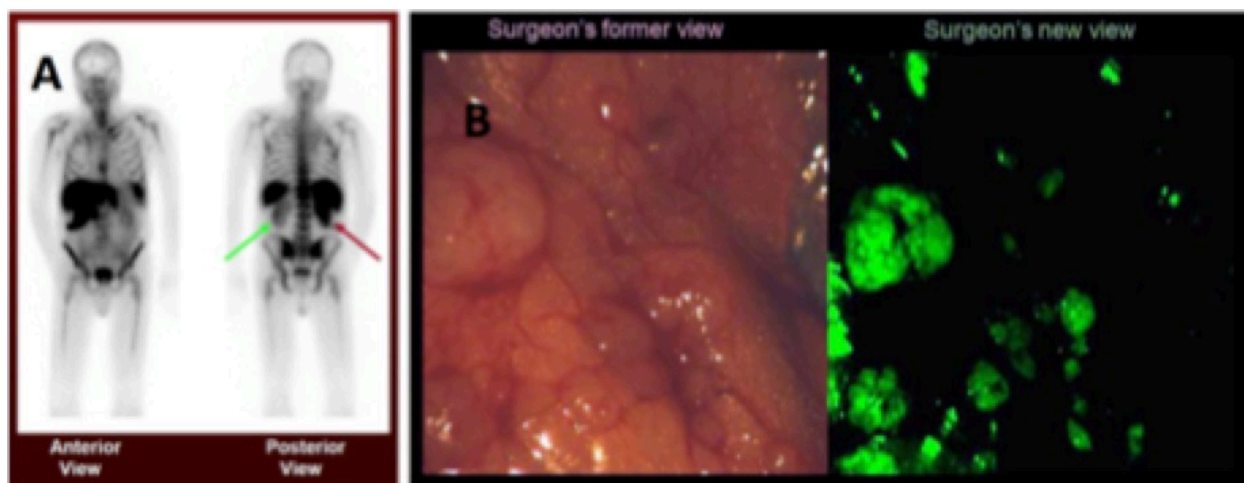 A
Anterior
View
Posterior
View
Surgeon's former view
Surgeon's new view
B